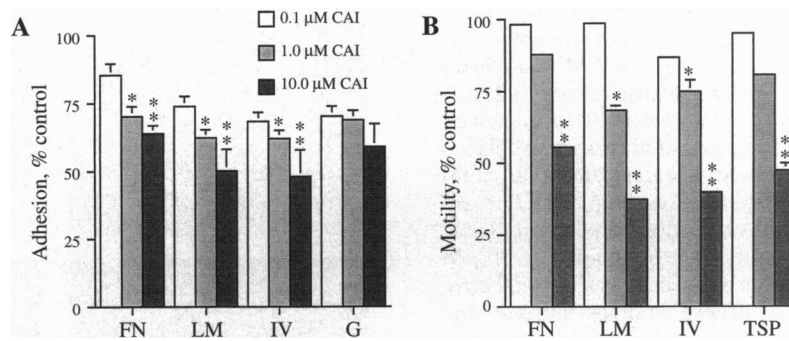 A
Adhesion, % control
100
75
50
25
0
0.1 μM CAI
1.0 μM CAI
10.0 μM CAI
*
**
*
**
*
**
FN LM IV G
B
Motility, % control
100
75
50
25
0
**
*
**
*
**
**
FN LM IV TSP